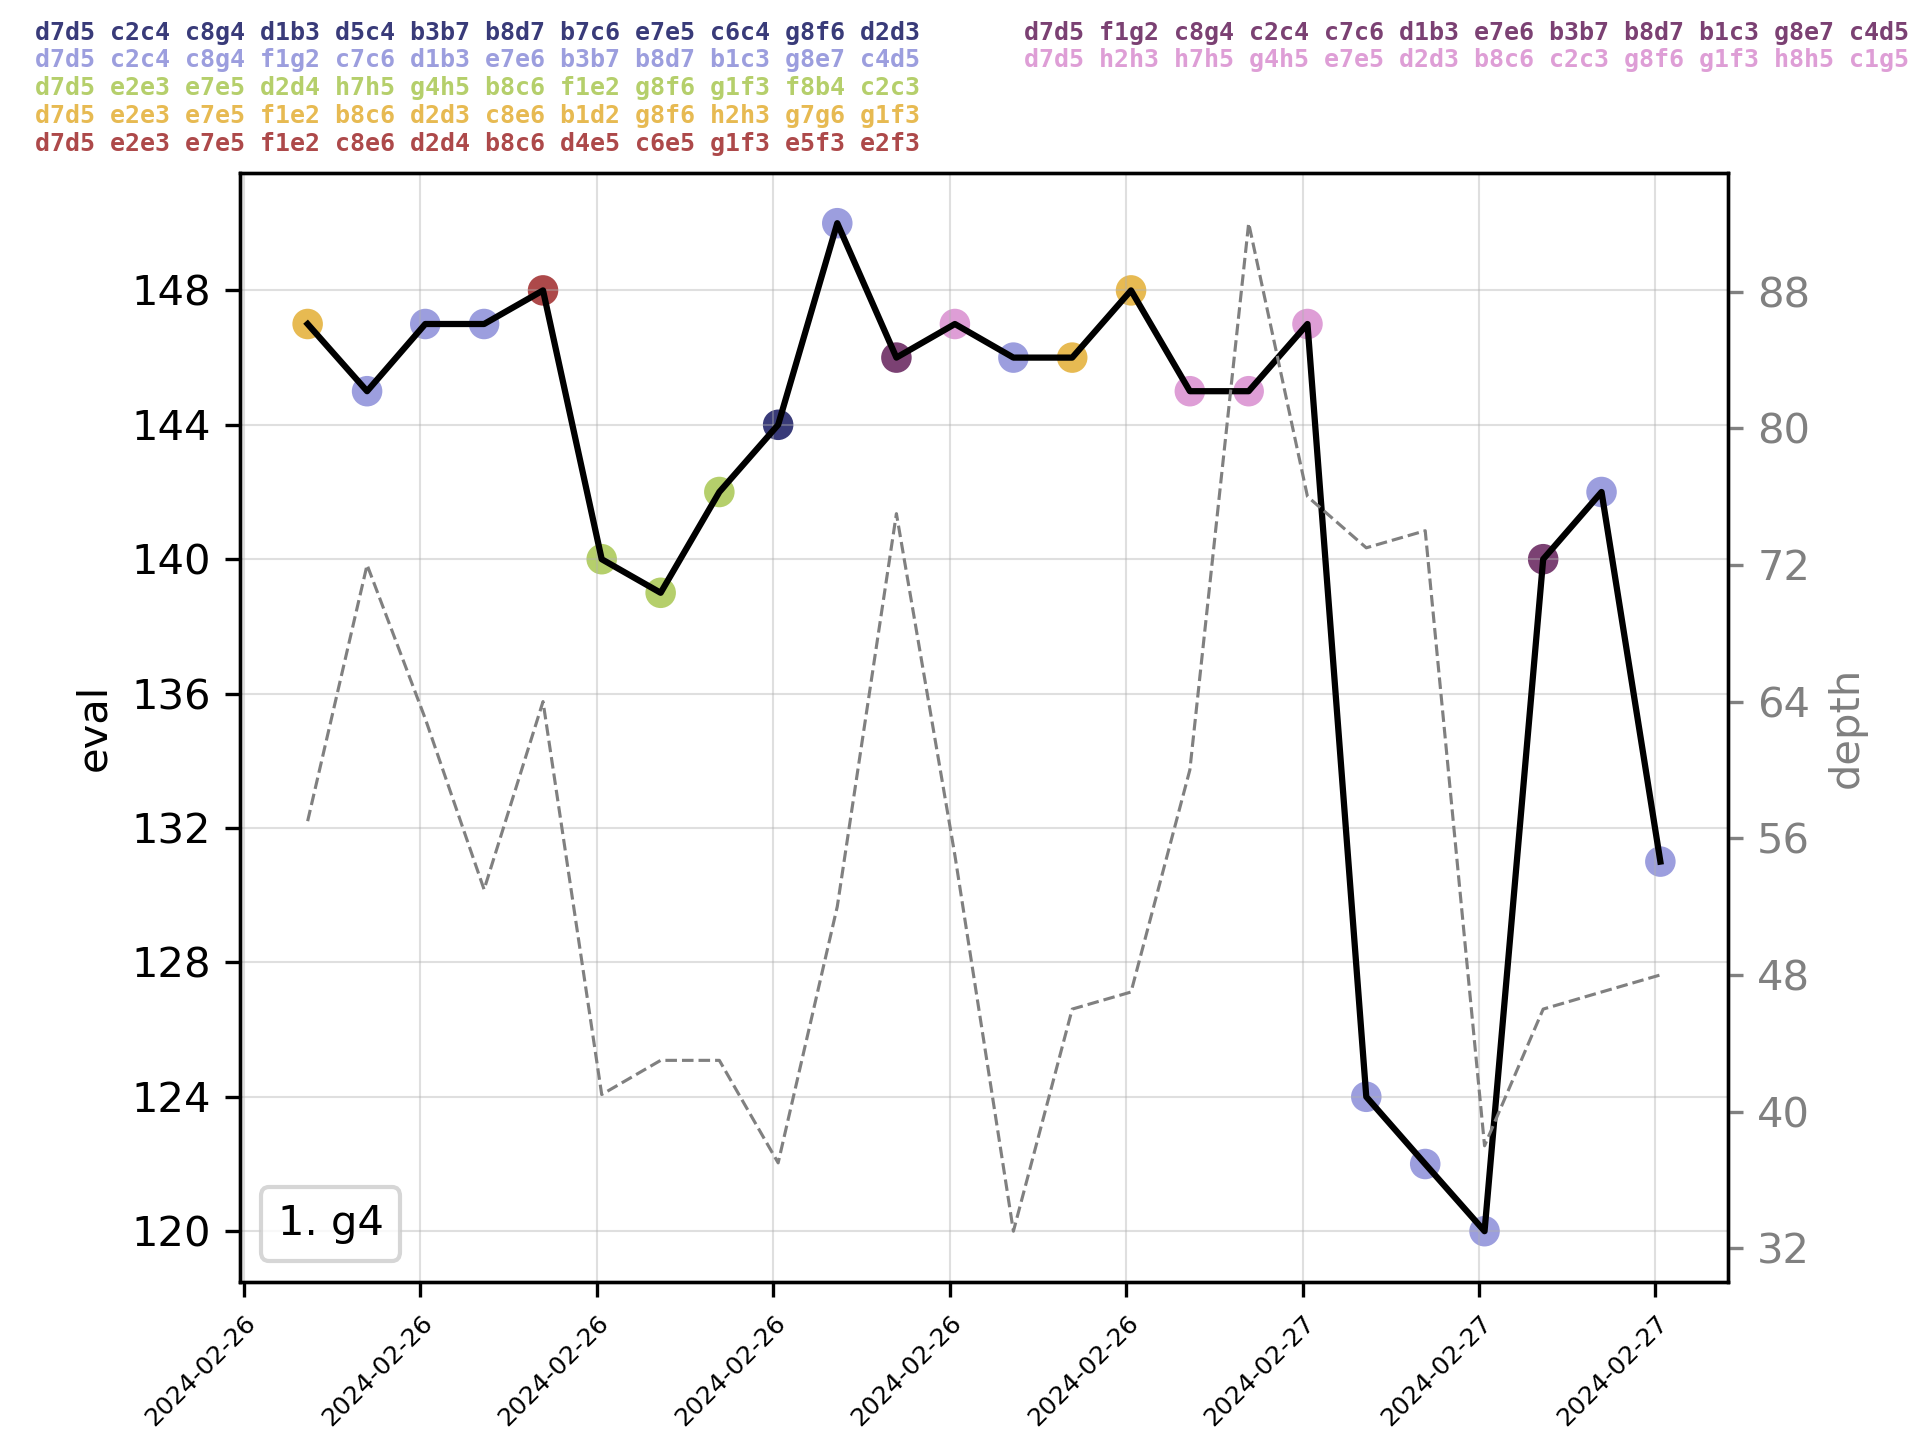 d7d5 c2c4 c8g4 d1b3 d5c4 b3b7 b8d7 b7c6 e7e5 c6c4 g8f6 d2d3
d7d5 c2c4 c8g4 f1g2 c7c6 d1b3 e7e6 b3b7 b8d7 b1c3 g8e7 c4d5
d7d5 e2e3 e7e5 d2d4 h7h5 g4h5 b8c6 f1e2 g8f6 g1f3 f8b4 c2c3
d7d5 e2e3 e7e5 f1e2 b8c6 d2d3 c8e6 b1d2 g8f6 h2h3 g7g6 g1f3
d7d5 e2e3 e7e5 f1e2 c8e6 d2d4 b8c6 d4e5 c6e5 g1f3 e5f3 e2f3
d7d5 f1g2 c8g4 c2c4 c7c6 d1b3 e7e6 b3b7 b8d7 b1c3 g8e7 c4d5
d7d5 h2h3 h7h5 g4h5 e7e5 d2d3 b8c6 c2c3 g8f6 g1f3 h8h5 c1g5
148
144
140
136
132
128
124
120
eval
88
80
72
64
56
48
40
32
depth
1. g4
2024-02-26
2024-02-26
2024-02-26
2024-02-26
2024-02-26
2024-02-26
2024-02-27
2024-02-27
2024-02-27